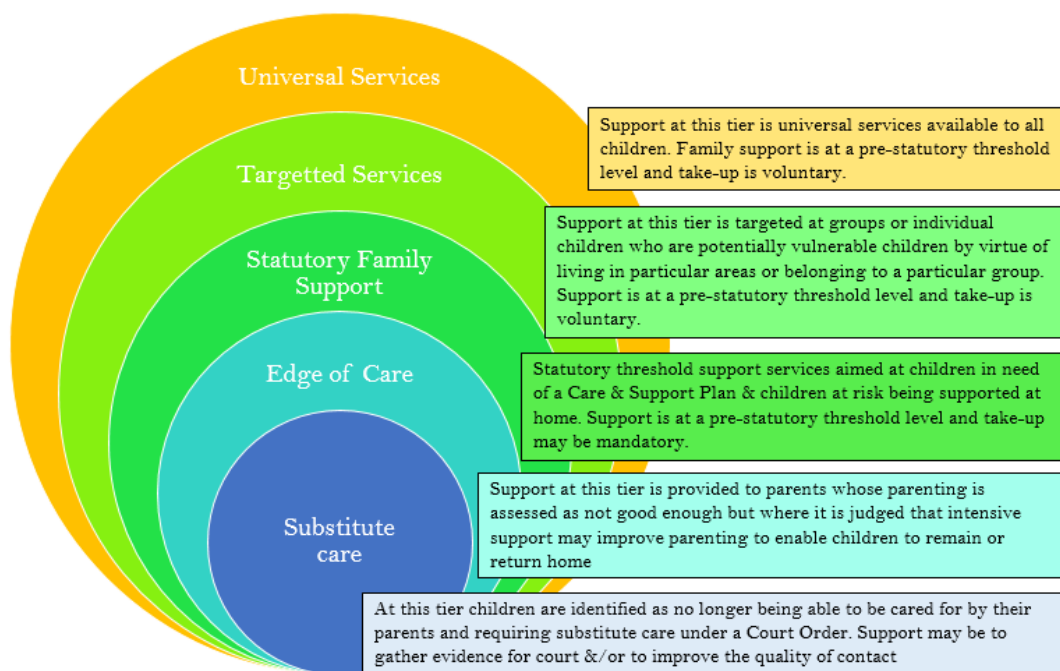 Universal Services
Support at this tier is universal services available to all
children. Family support is at a pre-statutory threshold
level and take-up is voluntary.
Targetted Services
Support at this tier is targeted at groups or individual
children who are potentially vulnerable children by virtue of
living in particular areas or belonging to a particular group.
Support is at a pre-statutory threshold level and take-up is
voluntary.
Statutory Family
Support
Statutory threshold support services aimed at children in need
of a Care & Support Plan & children at risk being supported at
home. Support is at a pre-statutory threshold level and take-up
may be mandatory.
Edge of Care
Support at this tier is provided to parents whose parenting is
assessed as not good enough but where it is judged that intensive
support may improve parenting to enable children to remain or
return home
Substitute
care
At this tier children are identified as no longer being able to be cared for by their
parents and requiring substitute care under a Court Order. Support may be to
gather evidence for court &/or to improve the quality of contact